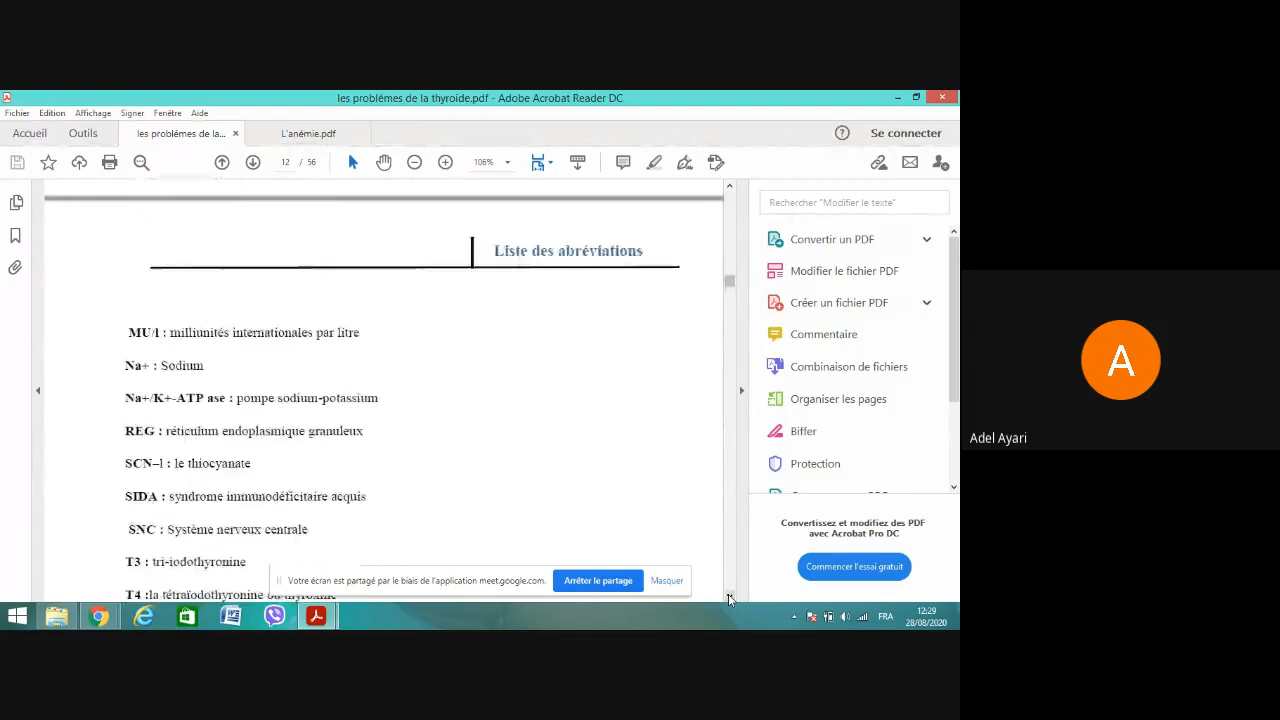 les problémes de la thyroide.pdf - Adobe Acrobat Reader DC
Fichier Edition Affichage Signer Fenêtre Aide
Accueil Outils les problémes de la... × L'anémie.pdf Se connecter
12 / 56 106%
Liste des abréviations
MU/l : milliunités internationales par litre
Na+ : Sodium
Na+/K+-ATP ase : pompe sodium-potassium
REG : réticulum endoplasmique granuleux
SCN–l : le thiocyanate
SIDA : syndrome immunodéficitaire acquis
SNC : Système nerveux centrale
T3 : tri-iodothyronine
T4 :la tétraïodothyronine ou thyroxine
Rechercher "Modifier le texte"
Convertir un PDF
Modifier le fichier PDF
Créer un fichier PDF
Commentaire
Combinaison de fichiers
Organiser les pages
Biffer
Protection
Convertissez et modifiez des PDF
avec Acrobat Pro DC
Commencer l'essai gratuit
Votre écran est partagé par le biais de l'application meet.google.com. Arrêter le partage Masquer
FRA
12:29
28/08/2020
A
Adel Ayari